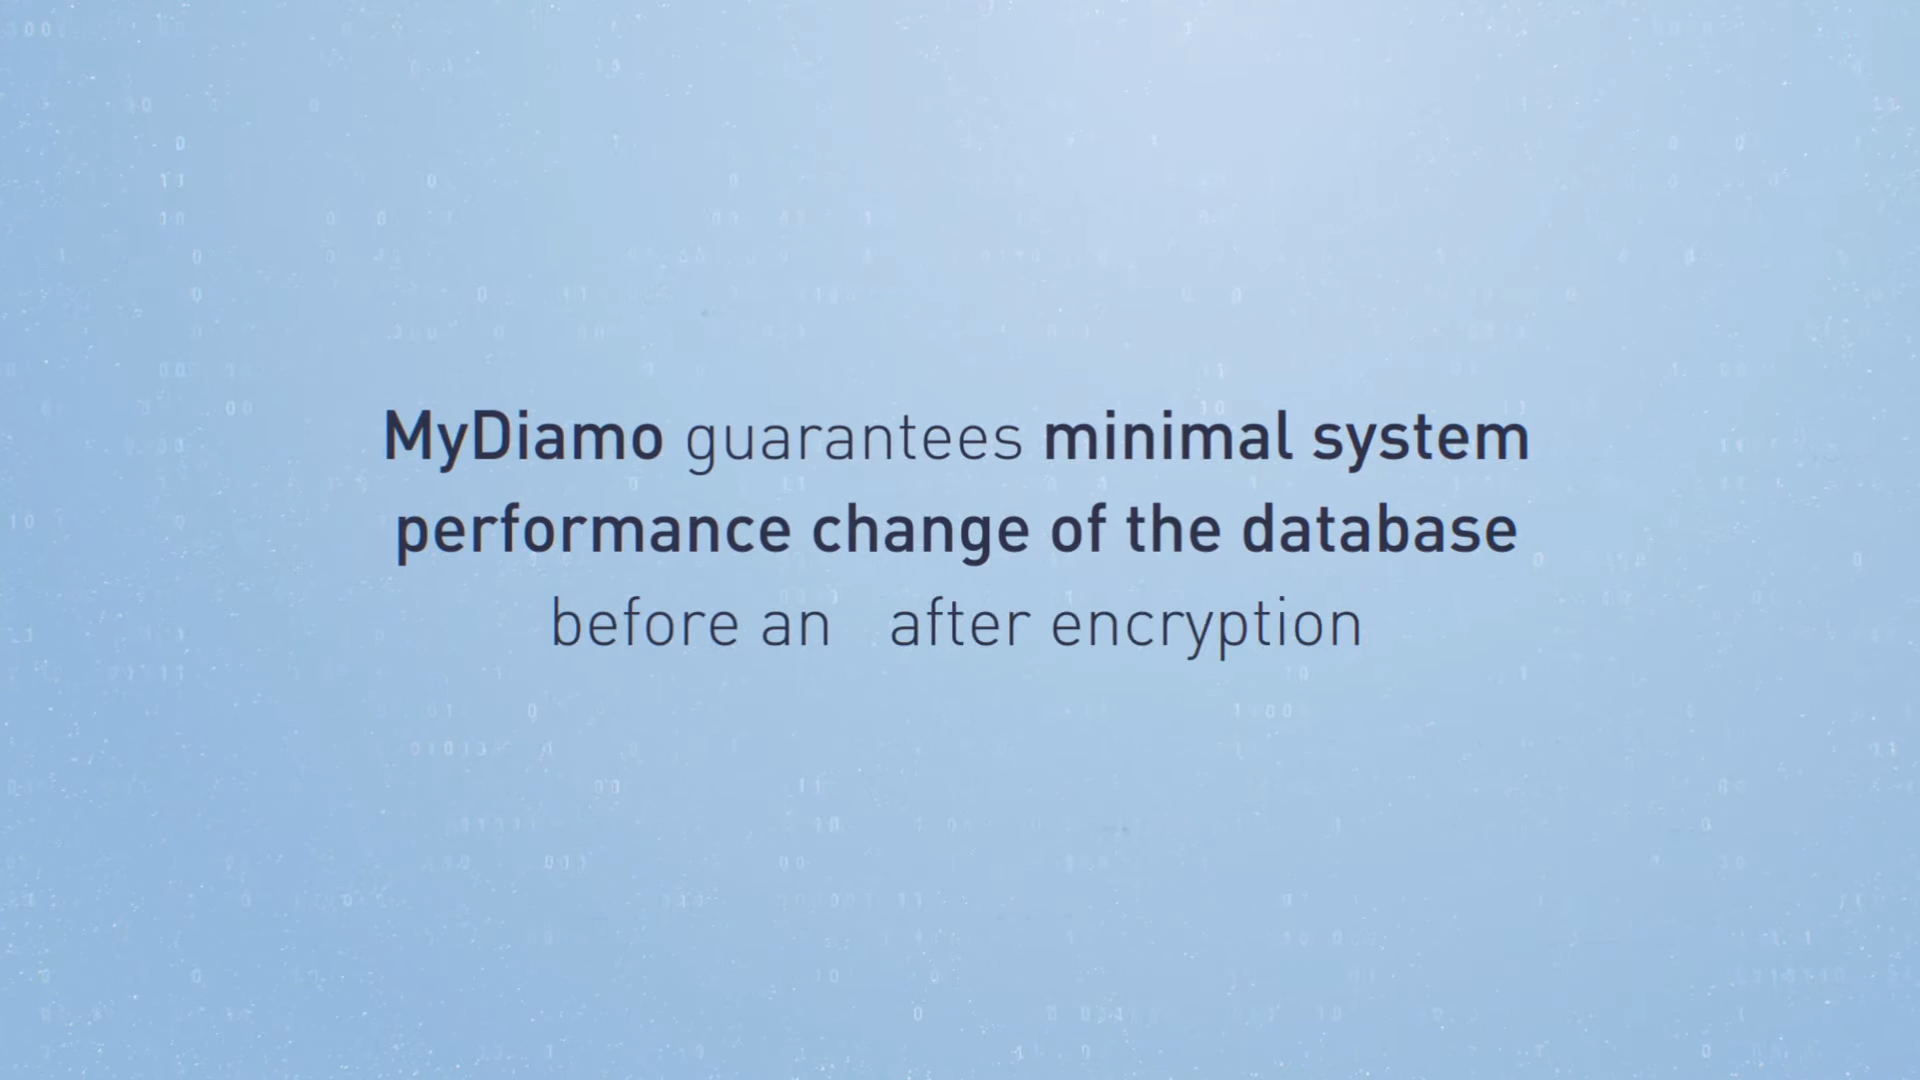 MyDiamo guarantees minimal system
performance change of the database
before an after encryption